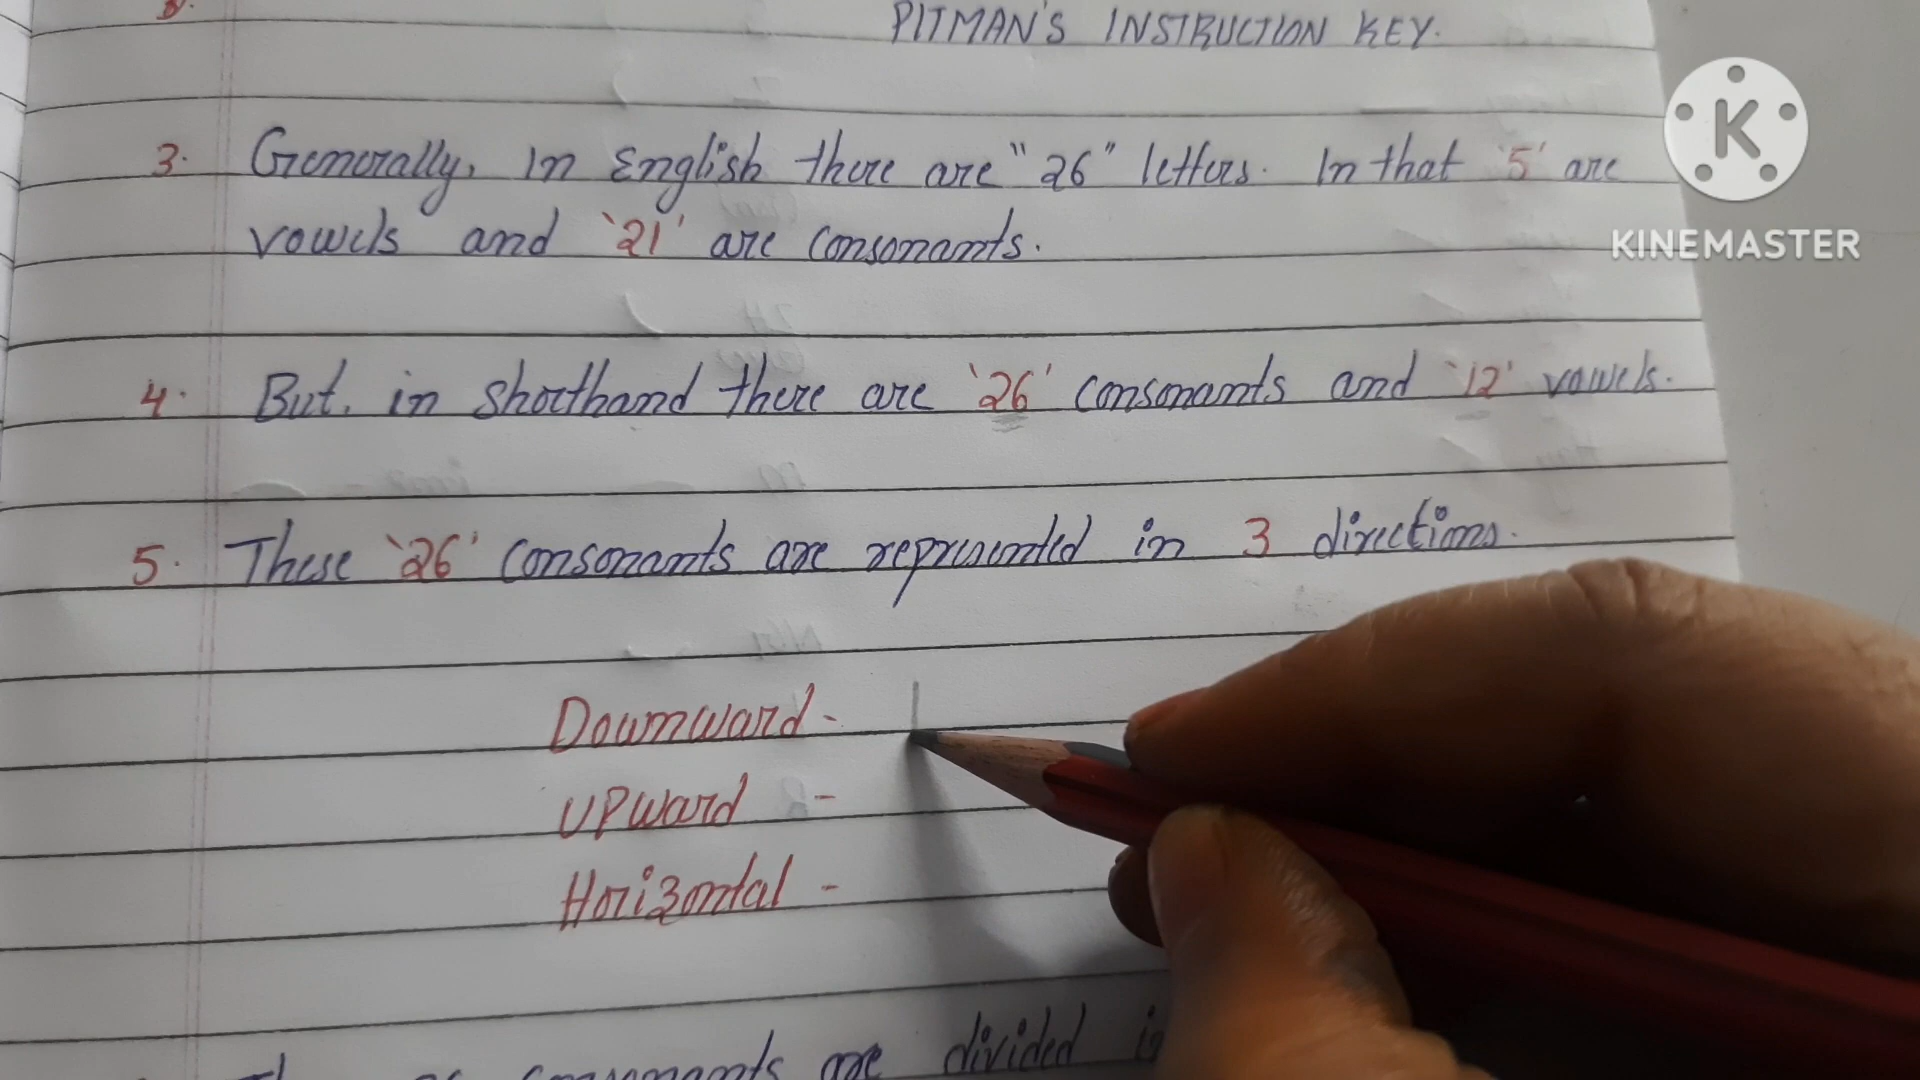 PITMAN'S INSTRUCTION KEY.
3. Generally, In English there are "26" letters. In that '5' are
vowels and '21' are consonants.
4. But, in Shorthand there are '26' consonants and '12' vowels.
5. These '26' consonants are represented in 3 directions.
Downward -
UPward -
Horizontal -
consonants are divided
K
KINEMASTER